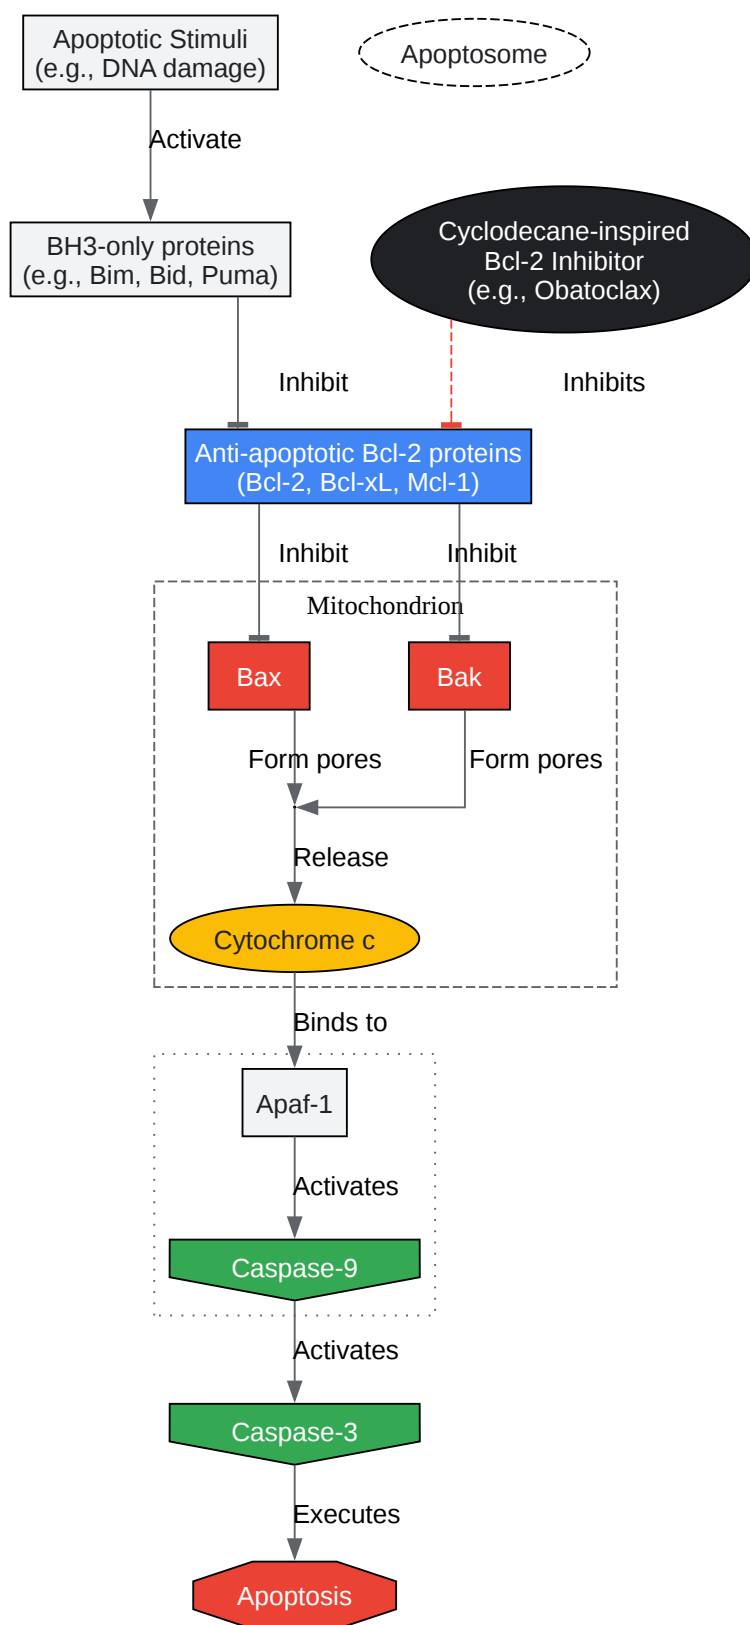 Apoptotic Stimuli
(e.g., DNA damage)
Apoptosome
Activate
BH3-only proteins
(e.g., Bim, Bid, Puma)
Cyclodecane-inspired
Bcl-2 Inhibitor
(e.g., Obatoclax)
Inhibit
Inhibits
Anti-apoptotic Bcl-2 proteins
(Bcl-2, Bcl-xL, Mcl-1)
Inhibit
Inhibit
Mitochondrion
Bax
Bak
Form pores
Form pores
Release
Cytochrome c
Binds to
Apaf-1
Activates
Caspase-9
Activates
Caspase-3
Executes
Apoptosis